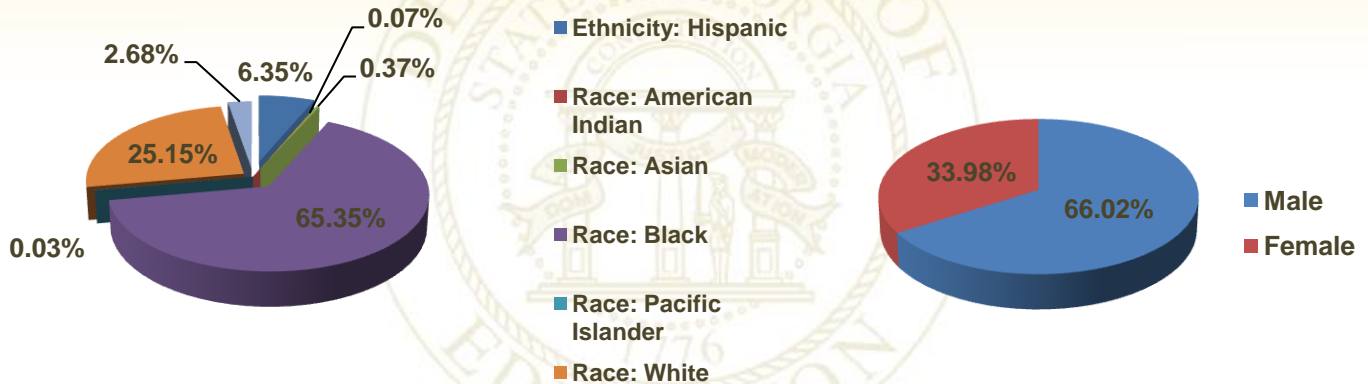 0.07%
2.68%
6.35%
0.37%
25.15%
65.35%
0.03%
Ethnicity: Hispanic
Race: American
Indian
Race: Asian
Race: Black
Race: Pacific
Islander
Race: White
33.98%
66.02%
Male
Female
1776